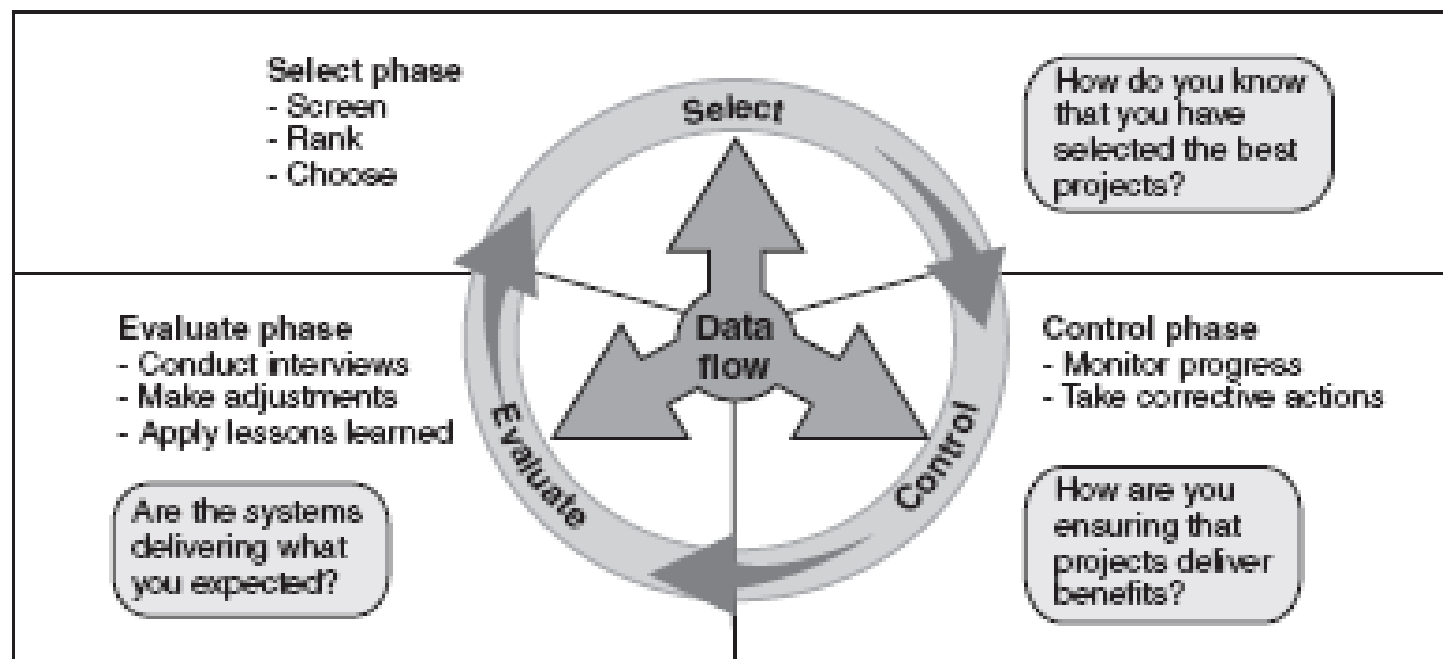 Select phase
- Screen
- Rank
- Choose
Select
How do you know
that you have
selected the best
projects?
Evaluate phase
- Conduct interviews
- Make adjustments
- Apply lessons learned
Data
flow
Control phase
- Monitor progress
- Take corrective actions
Evaluate
Control
Are the systems
delivering what
you expected?
How are you
ensuring that
projects deliver
benefits?